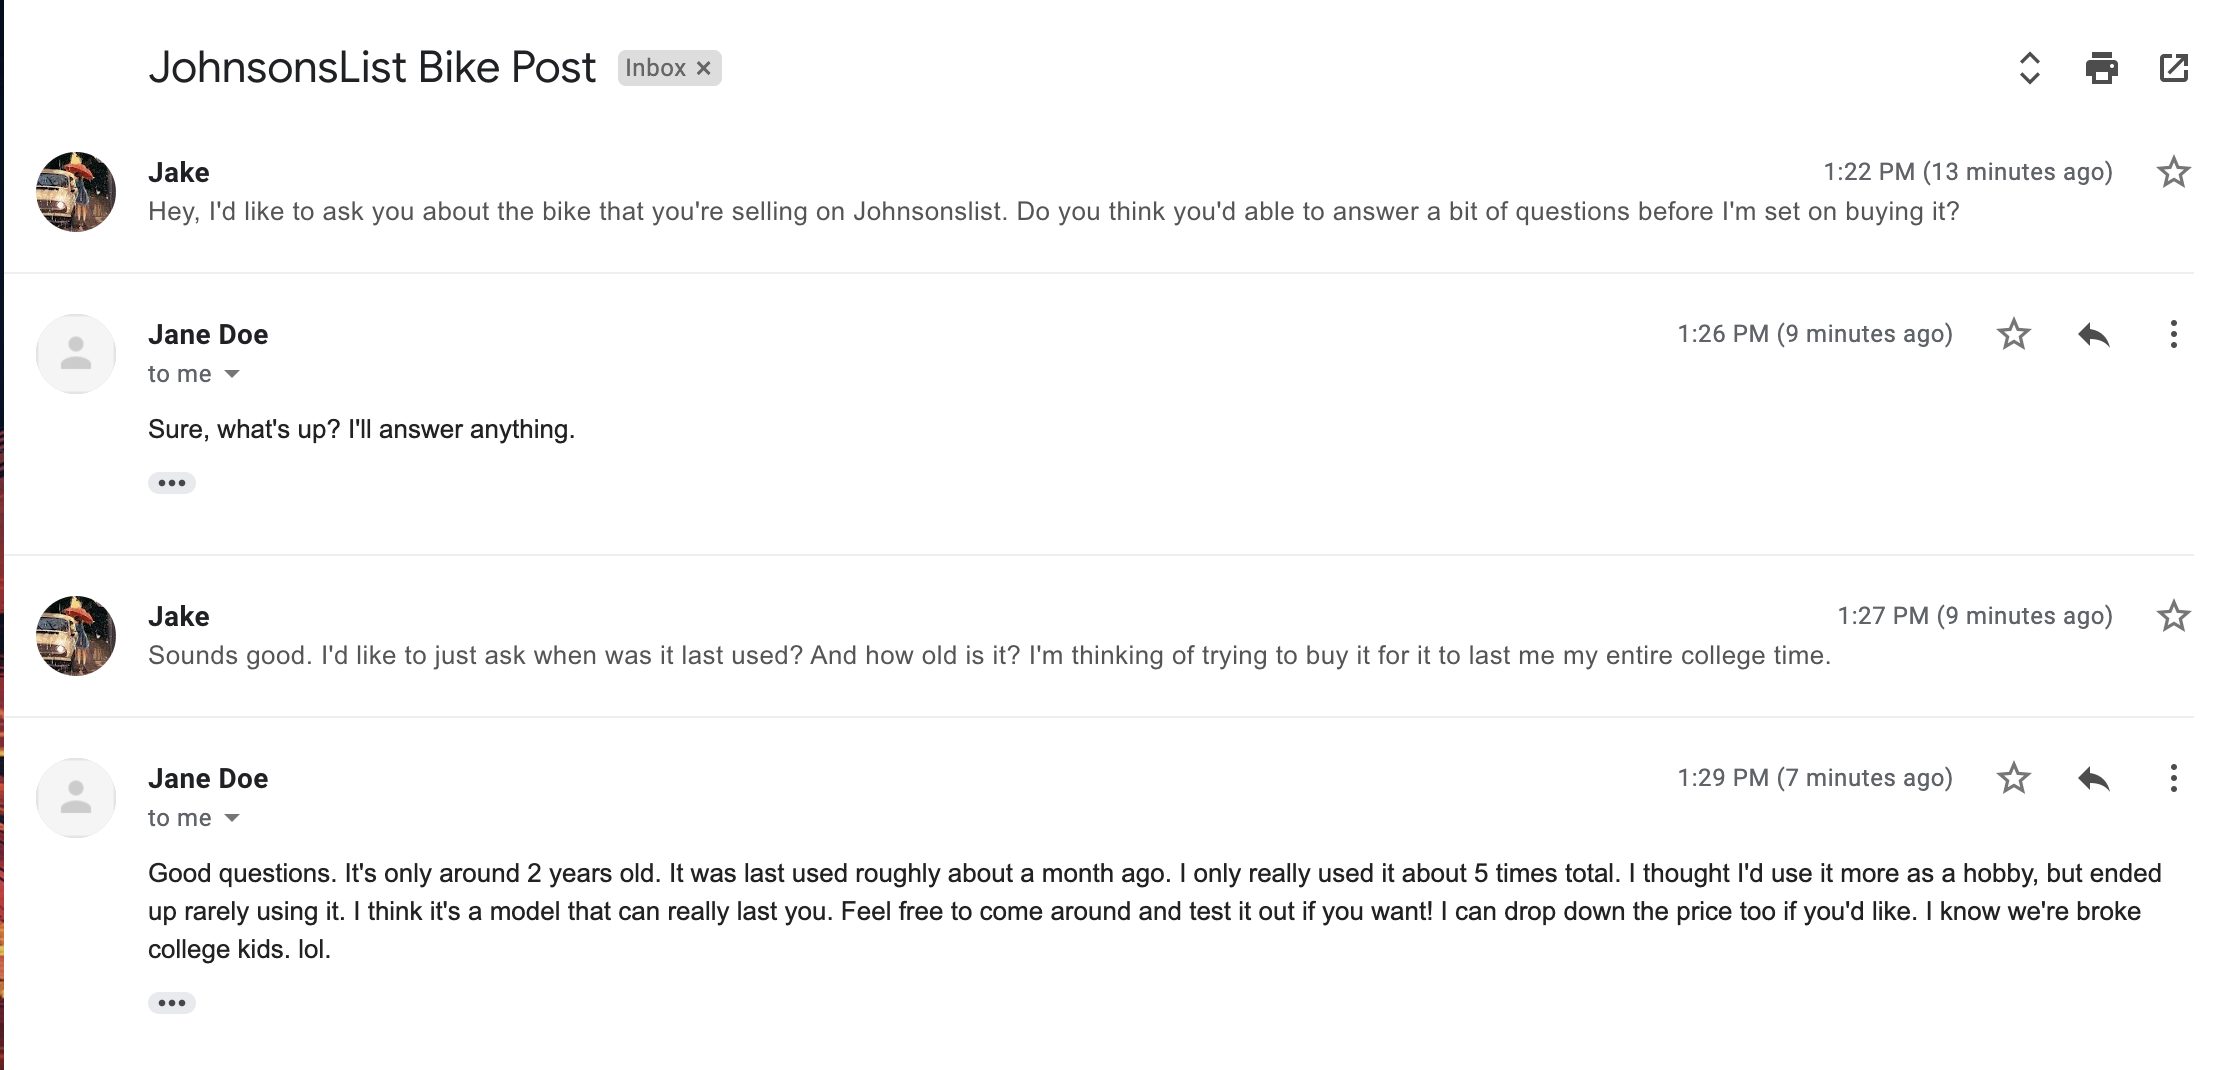 JohnsonsList Bike Post Inbox ×
Jake 1:22 PM (13 minutes ago)
Hey, I'd like to ask you about the bike that you're selling on Johnsonslist. Do you think you'd able to answer a bit of questions before I'm set on buying it?
Jane Doe 1:26 PM (9 minutes ago)
to me
Sure, what's up? I'll answer anything.
Jake 1:27 PM (9 minutes ago)
Sounds good. I'd like to just ask when was it last used? And how old is it? I'm thinking of trying to buy it for it to last me my entire college time.
Jane Doe 1:29 PM (7 minutes ago)
to me
Good questions. It's only around 2 years old. It was last used roughly about a month ago. I only really used it about 5 times total. I thought I'd use it more as a hobby, but ended
up rarely using it. I think it's a model that can really last you. Feel free to come around and test it out if you want! I can drop down the price too if you'd like. I know we're broke
college kids. lol.